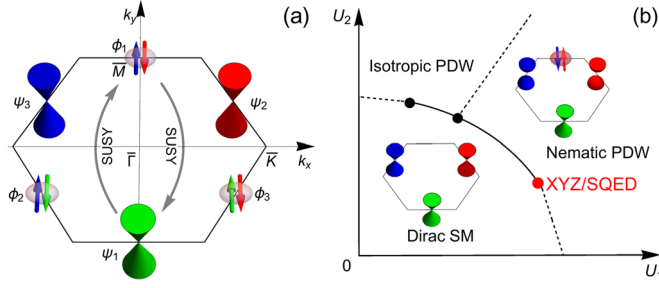 (a)
k_y
ϕ_1
M̅
ψ_3
ψ_2
SUSY
SUSY
Γ̅
K̅
k_x
ϕ_2
ϕ_3
ψ_1
(b)
U_2
Isotropic PDW
Nematic PDW
XYZ/SQED
Dirac SM
0